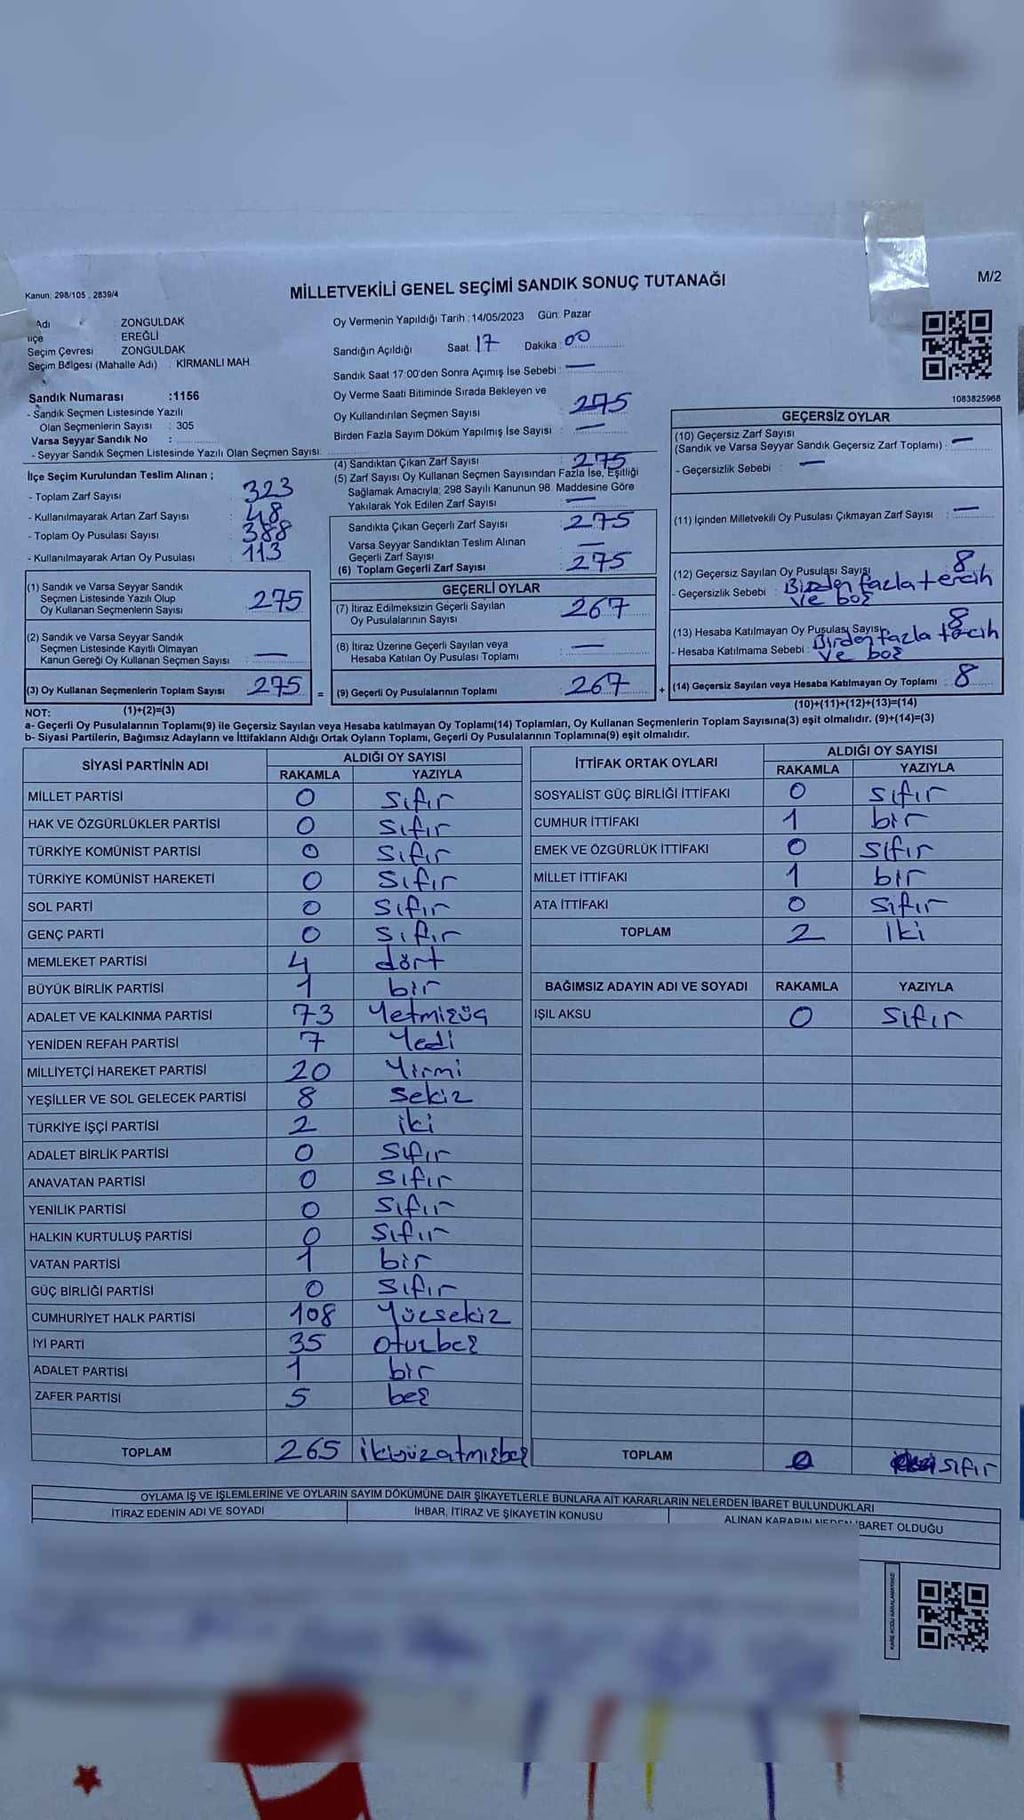 Kanun: 298/105 , 2839/4
MİLLETVEKİLİ GENEL SEÇİMİ SANDIK SONUÇ TUTANAĞI
M/2
Adı : ZONGULDAK
İlçe : EREĞLİ
Seçim Çevresi : ZONGULDAK
Seçim Bölgesi (Mahalle Adı) : KİRMANLI MAH
Sandık Numarası :1156
- Sandık Seçmen Listesinde Yazılı
Olan Seçmenlerin Sayısı : 305
Varsa Seyyar Sandık No :
- Seyyar Sandık Seçmen Listesinde Yazılı Olan Seçmen Sayısı:
Oy Vermenin Yapıldığı Tarih :14/05/2023 Gün: Pazar
Sandığın Açıldığı Saat 17 Dakika 00
Sandık Saat 17:00'den Sonra Açımış İse Sebebi : —
Oy Verme Saati Bitiminde Sırada Bekleyen ve
Oy Kullandırılan Seçmen Sayısı : 275
Birden Fazla Sayım Döküm Yapılmış İse Sayısı : —
1083825968
İlçe Seçim Kurulundan Teslim Alınan ;
- Toplam Zarf Sayısı : 323
- Kullanılmayarak Artan Zarf Sayısı : 48
- Toplam Oy Pusulası Sayısı : 388
- Kullanılmayarak Artan Oy Pusulası : 113
(4) Sandıktan Çıkan Zarf Sayısı : 275
(5) Zarf Sayısı Oy Kullanan Seçmen Sayısından Fazla İse, Eşitliği
Sağlamak Amacıyla; 298 Sayılı Kanunun 98. Maddesine Göre
Yakılarak Yok Edilen Zarf Sayısı : —
Sandıkta Çıkan Geçerli Zarf Sayısı : 275
Varsa Seyyar Sandıktan Teslim Alınan
Geçerli Zarf Sayısı : —
(6) Toplam Geçerli Zarf Sayısı : 275
GEÇERSİZ OYLAR
(10) Geçersiz Zarf Sayısı
(Sandık ve Varsa Seyyar Sandık Geçersiz Zarf Toplamı) : —
- Geçersizlik Sebebi : —
(11) İçinden Milletvekili Oy Pusulası Çıkmayan Zarf Sayısı : —
(12) Geçersiz Sayılan Oy Pusulası Sayısı : 8
- Geçersizlik Sebebi : Birden fazla tercih
ve boş
(13) Hesaba Katılmayan Oy Pusulası Sayısı : 8
- Hesaba Katılmama Sebebi : Birden fazla tercih
ve boş
(14) Geçersiz Sayılan veya Hesaba Katılmayan Oy Toplamı : 8
(10)+(11)+(12)+(13)=(14)
(1) Sandık ve Varsa Seyyar Sandık
Seçmen Listesinde Yazılı Olup
Oy Kullanan Seçmenlerin Sayısı : 275
(2) Sandık ve Varsa Seyyar Sandık
Seçmen Listesinde Kayıtlı Olmayan
Kanun Gereği Oy Kullanan Seçmen Sayısı : —
(3) Oy Kullanan Seçmenlerin Toplam Sayısı : 275 =
(1)+(2)=(3)
GEÇERLİ OYLAR
(7) İtiraz Edilmeksizin Geçerli Sayılan
Oy Pusulalarının Sayısı : 267
(8) İtiraz Üzerine Geçerli Sayılan veya
Hesaba Katılan Oy Pusulası Toplamı : —
(9) Geçerli Oy Pusulalarının Toplamı : 267 +
NOT:
a- Geçerli Oy Pusulalarının Toplamı(9) ile Geçersiz Sayılan veya Hesaba katılmayan Oy Toplamı(14) Toplamları, Oy Kullanan Seçmenlerin Toplam Sayısına(3) eşit olmalıdır. (9)+(14)=(3)
b- Siyasi Partilerin, Bağımsız Adayların ve İttifakların Aldığı Ortak Oyların Toplamı, Geçerli Oy Pusulalarının Toplamına(9) eşit olmalıdır.
SİYASİ PARTİNİN ADI ALDIĞI OY SAYISI
RAKAMLA YAZIYLA
MİLLET PARTİSİ 0 sıfır
HAK VE ÖZGÜRLÜKLER PARTİSİ 0 sıfır
TÜRKİYE KOMÜNİST PARTİSİ 0 sıfır
TÜRKİYE KOMÜNİST HAREKETİ 0 sıfır
SOL PARTİ 0 sıfır
GENÇ PARTİ 0 sıfır
MEMLEKET PARTİSİ 4 dört
BÜYÜK BİRLİK PARTİSİ 1 bir
ADALET VE KALKINMA PARTİSİ 73 Yetmişüç
YENİDEN REFAH PARTİSİ 7 Yedi
MİLLİYETÇİ HAREKET PARTİSİ 20 Yirmi
YEŞİLLER VE SOL GELECEK PARTİSİ 8 sekiz
TÜRKİYE İŞÇİ PARTİSİ 2 iki
ADALET BİRLİK PARTİSİ 0 sıfır
ANAVATAN PARTİSİ 0 sıfır
YENİLİK PARTİSİ 0 sıfır
HALKIN KURTULUŞ PARTİSİ 0 sıfır
VATAN PARTİSİ 1 bir
GÜÇ BİRLİĞİ PARTİSİ 0 sıfır
CUMHURİYET HALK PARTİSİ 108 Yüzsekiz
İYİ PARTİ 35 otuzbeş
ADALET PARTİSİ 1 bir
ZAFER PARTİSİ 5 beş
TOPLAM 265 ikiyüzatmışbeş
İTTİFAK ORTAK OYLARI ALDIĞI OY SAYISI
RAKAMLA YAZIYLA
SOSYALİST GÜÇ BİRLİĞİ İTTİFAKI 0 sıfır
CUMHUR İTTİFAKI 1 bir
EMEK VE ÖZGÜRLÜK İTTİFAKI 0 sıfır
MİLLET İTTİFAKI 1 bir
ATA İTTİFAKI 0 sıfır
TOPLAM 2 iki
BAĞIMSIZ ADAYIN ADI VE SOYADI RAKAMLA YAZIYLA
IŞIL AKSU 0 sıfır
TOPLAM 0 sıfır
OYLAMA İŞ VE İŞLEMLERİNE VE OYLARIN SAYIM DÖKÜMÜNE DAİR ŞİKAYETLERLE BUNLARA AİT KARARLARIN NELERDEN İBARET BULUNDUKLARI
İTİRAZ EDENİN ADI VE SOYADI İHBAR, İTİRAZ VE ŞİKAYETİN KONUSU ALINAN KARARIN NEDEN İBARET OLDUĞU